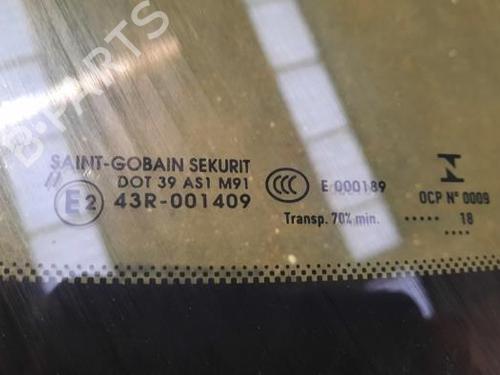 B-PARTS
SAINT-GOBAIN SEKURIT
DOT 39 AS1 M91
E2 43R-001409
CCC E 000189
Transp. 70% min.
OCP Nº 0009
..... 18
....